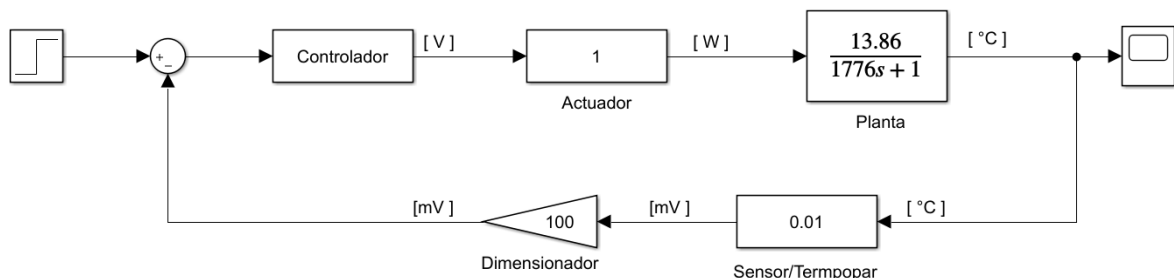 [ V ]
[ W ]
[ °C ]
+
−
Controlador
1
13.86
1776s + 1
Actuador
Planta
[mV ]
[mV ]
[ °C ]
100
0.01
Dimensionador
Sensor/Termpopar